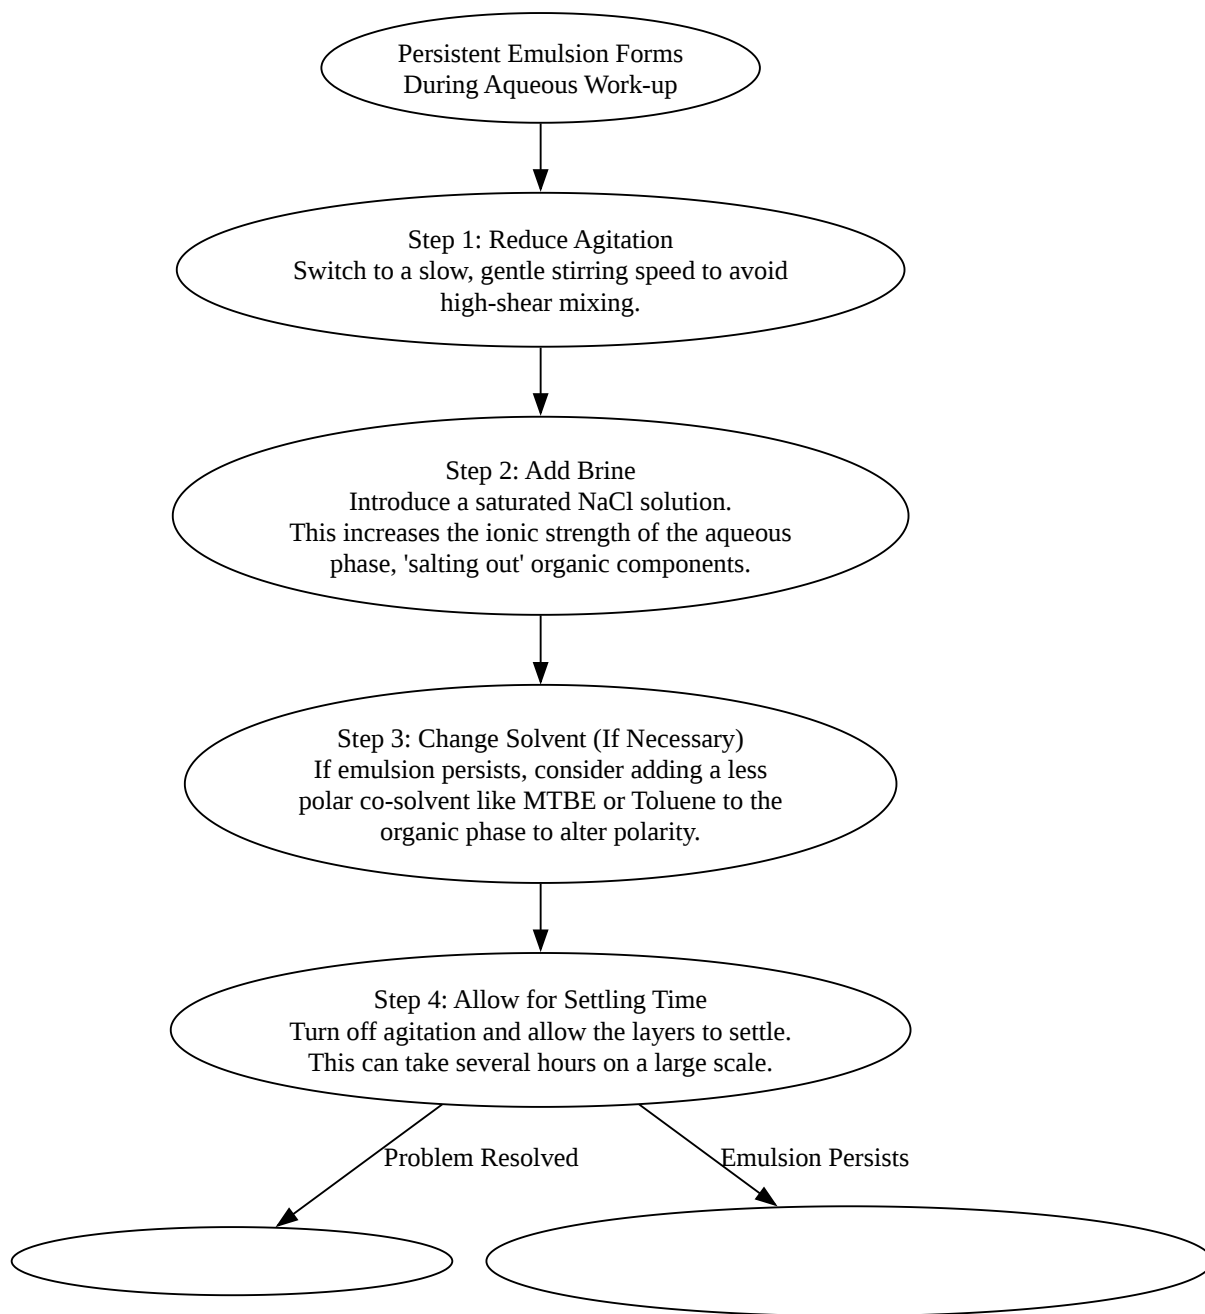 Persistent Emulsion Forms
During Aqueous Work-up
Step 1: Reduce Agitation
Switch to a slow, gentle stirring speed to avoid
high-shear mixing.
Step 2: Add Brine
Introduce a saturated NaCl solution.
This increases the ionic strength of the aqueous
phase, 'salting out' organic components.
Step 3: Change Solvent (If Necessary)
If emulsion persists, consider adding a less
polar co-solvent like MTBE or Toluene to the
organic phase to alter polarity.
Step 4: Allow for Settling Time
Turn off agitation and allow the layers to settle.
This can take several hours on a large scale.
Problem Resolved
Emulsion Persists